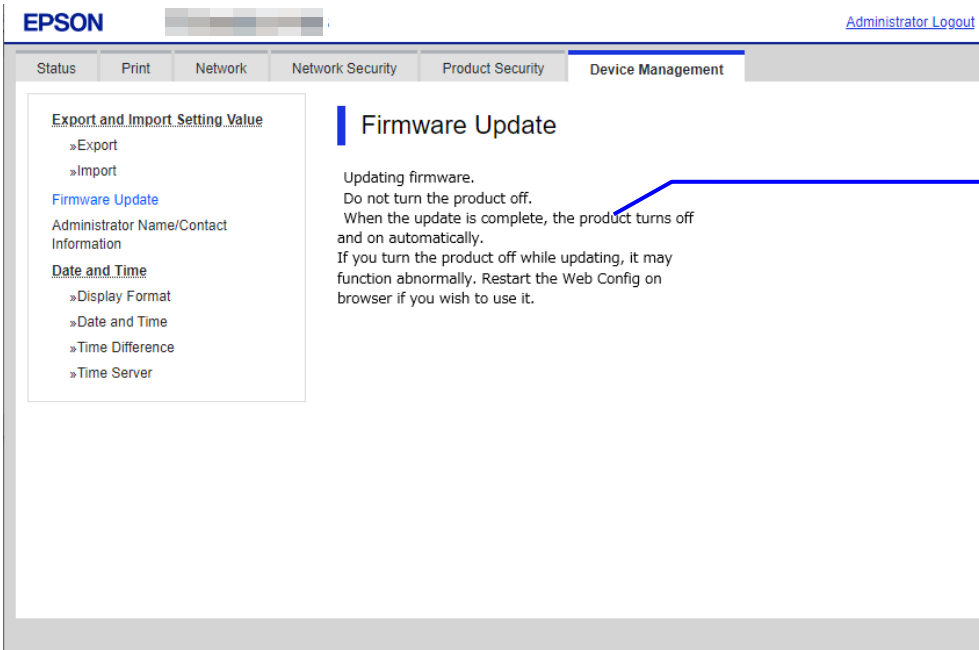 EPSON
Administrator Logout
Status Print Network Network Security Product Security Device Management
Export and Import Setting Value
»Export
»Import
Firmware Update
Administrator Name/Contact
Information
Date and Time
»Display Format
»Date and Time
»Time Difference
»Time Server
Firmware Update
Updating firmware.
Do not turn the product off.
When the update is complete, the product turns off
and on automatically.
If you turn the product off while updating, it may
function abnormally. Restart the Web Config on
browser if you wish to use it.